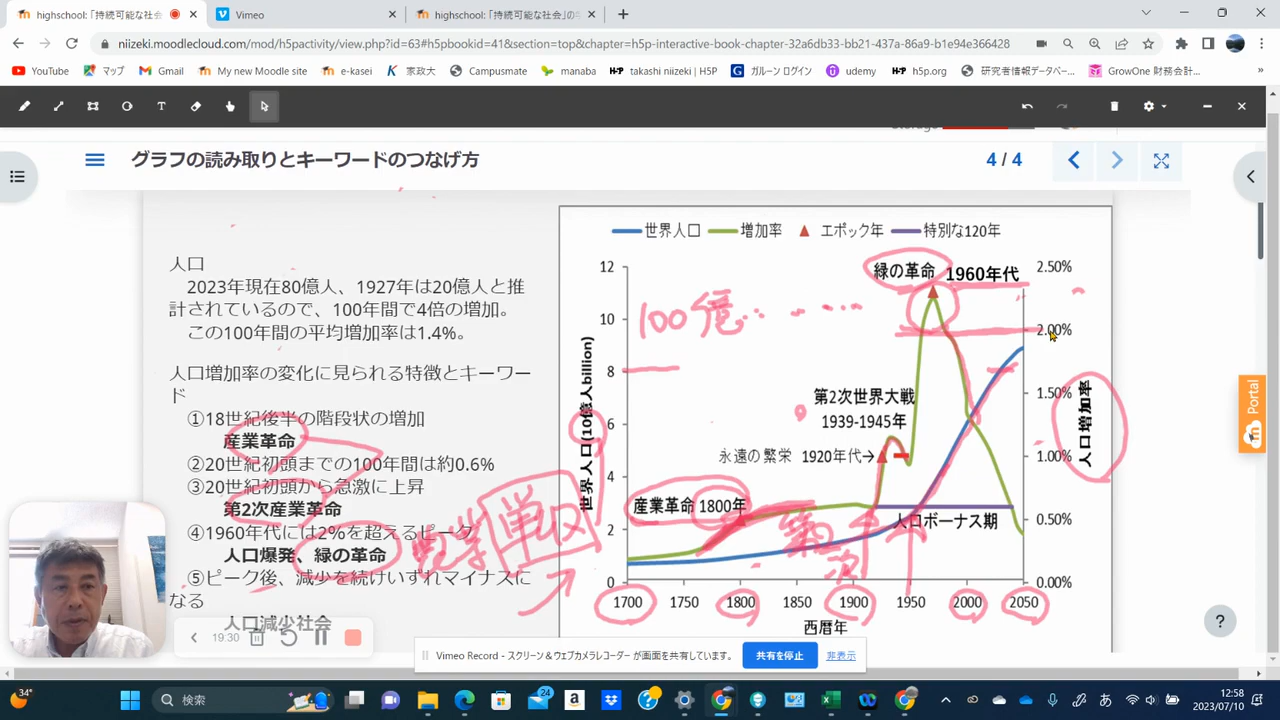 highschool:「持続可能な社会
Vimeo
highschool:「持続可能な社会」の
niizeki.moodlecloud.com/mod/h5pactivity/view.php?id=63#h5pbookid=41&section=top&chapter=h5p-interactive-book-chapter-32a6db33-bb21-437a-86a9-b1e94e366428
YouTube
マップ
Gmail
My new Moodle site
e-kasei
家政大
Campusmate
manaba
takashi niizeki | H5P
ガルーン ログイン
udemy
h5p.org
研究者情報データベー...
GrowOne 財務会計...
グラフの読み取りとキーワードのつなげ方
4 / 4
人口
2023年現在80億人、1927年は20億人と推
計されているので、100年間で4倍の増加。
この100年間の平均増加率は1.4%。
人口増加率の変化に見られる特徴とキーワー
ド
①18世紀後半の階段状の増加
産業革命
②20世紀初頭までの100年間は約0.6%
③20世紀初頭から急激に上昇
第2次産業革命
④1960年代には2%を超えるピーク
人口爆発、緑の革命
⑤ピーク後、減少を続けいずれマイナスに
なる
人口減少社会
世界人口
増加率
エポック年
特別な120年
緑の革命
1960年代
100億
第2次世界大戦
1939-1945年
永遠の繁栄 1920年代→
産業革命 1800年
人口ボーナス期
世界人口(10億人billion)
12
10
8
6
4
2
0
2.50%
2.00%
1.50%
1.00%
0.50%
0.00%
人口増加率
1700
1750
1800
1850
1900
1950
2000
2050
西暦年
19:30
Vimeo Record - スクリーン＆ウェブカメラレコーダー が画面を共有しています。
共有を停止
非表示
Portal
?
34°
検索
24
あ
12:58
2023/07/10